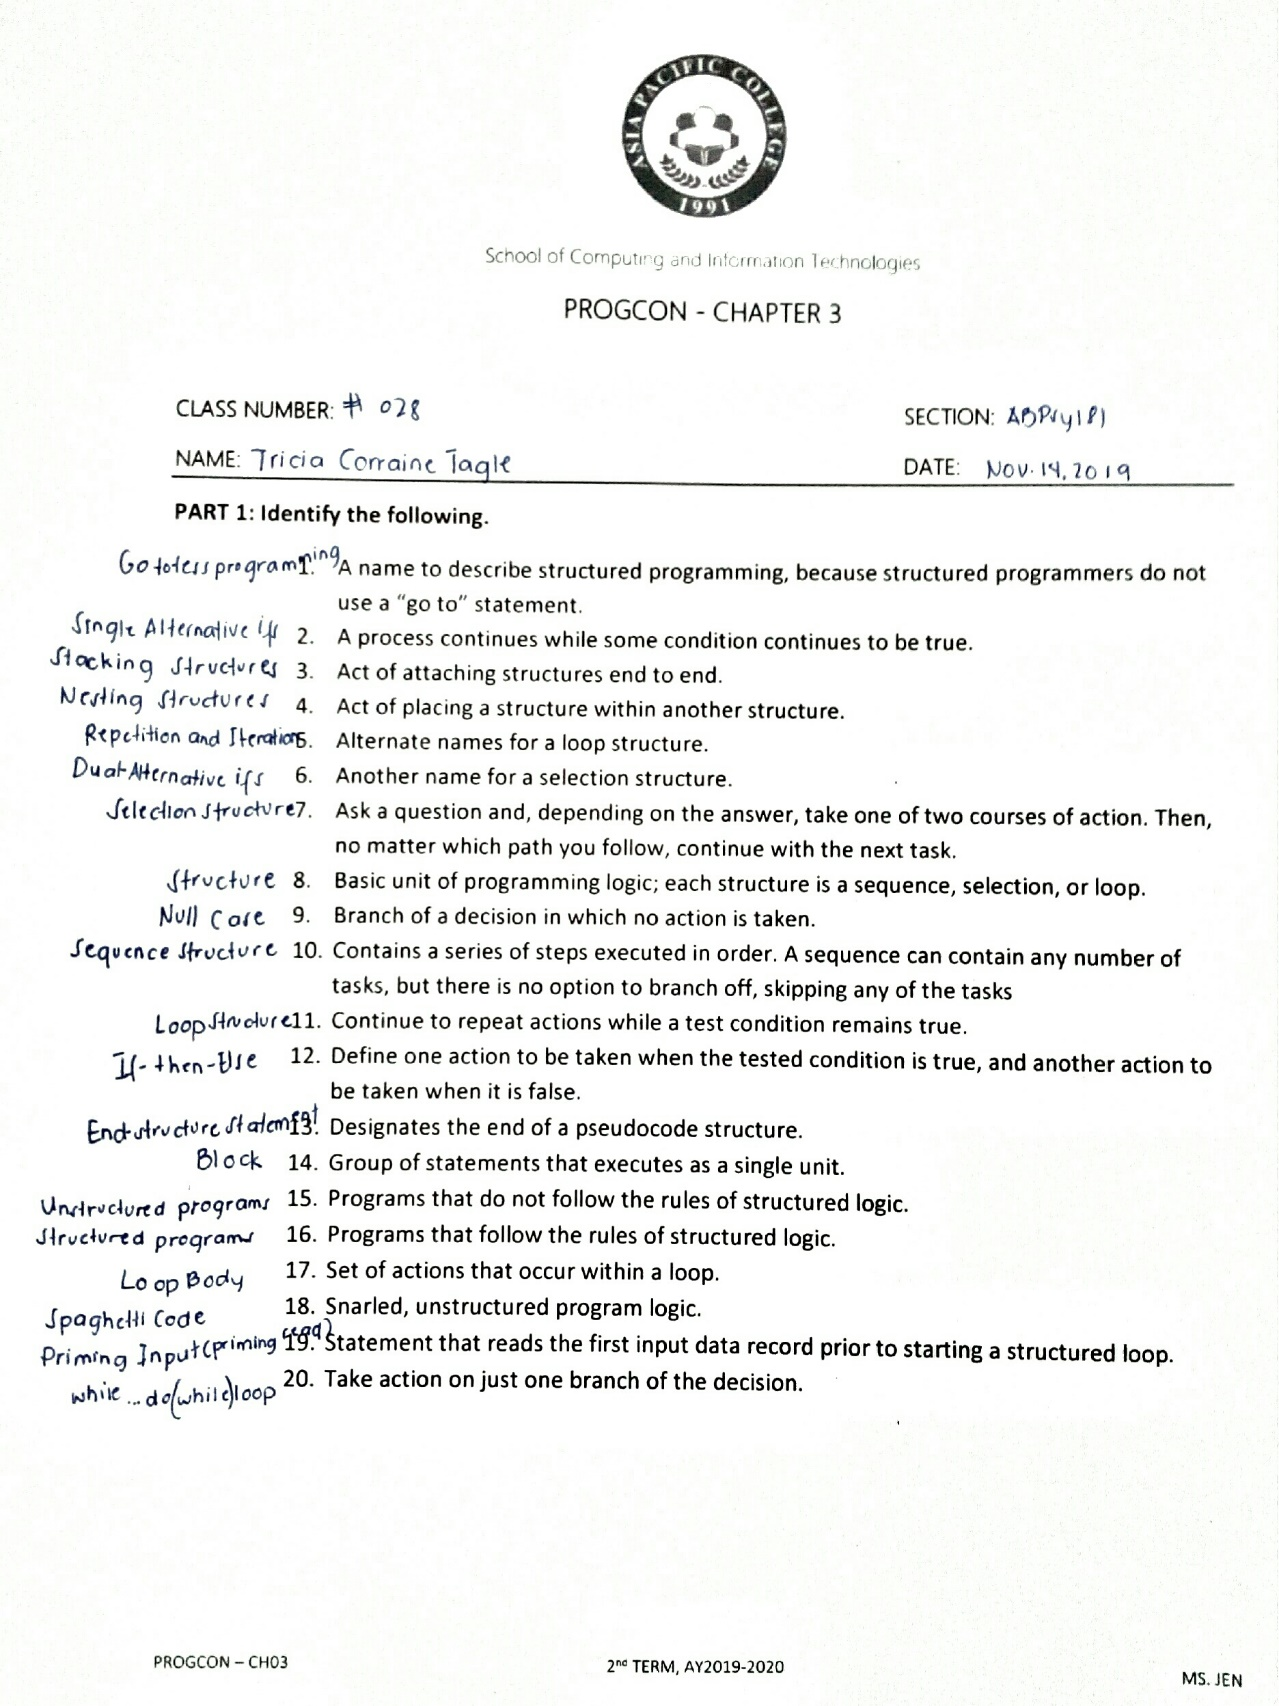 ASIA PACIFIC COLLEGE
1991
School of Computing and Information Technologies
PROGCON - CHAPTER 3
CLASS NUMBER: # 028
SECTION:
NAME: Tricia Corraine Tagle
DATE: Nov. 14, 2019
PART 1: Identify the following.
Go to less programming 1. A name to describe structured programming, because structured programmers do not
use a "go to" statement.
Single Alternative ifs 2. A process continues while some condition continues to be true.
Stacking Structures 3. Act of attaching structures end to end.
Nesting Structures 4. Act of placing a structure within another structure.
Repetition and Iteration 5. Alternate names for a loop structure.
Dual-Alternative ifs 6. Another name for a selection structure.
Selection Structure 7. Ask a question and, depending on the answer, take one of two courses of action. Then,
no matter which path you follow, continue with the next task.
Structure 8. Basic unit of programming logic; each structure is a sequence, selection, or loop.
Null Case 9. Branch of a decision in which no action is taken.
Sequence Structure 10. Contains a series of steps executed in order. A sequence can contain any number of
tasks, but there is no option to branch off, skipping any of the tasks
Loop Structure 11. Continue to repeat actions while a test condition remains true.
If-then-Else 12. Define one action to be taken when the tested condition is true, and another action to
be taken when it is false.
End-structure statement 13. Designates the end of a pseudocode structure.
Block 14. Group of statements that executes as a single unit.
Unstructured programs 15. Programs that do not follow the rules of structured logic.
Structured programs 16. Programs that follow the rules of structured logic.
Loop Body 17. Set of actions that occur within a loop.
Spaghetti Code 18. Snarled, unstructured program logic.
Priming Input (priming read) 19. Statement that reads the first input data record prior to starting a structured loop.
while...do(while)loop 20. Take action on just one branch of the decision.
PROGCON – CH03
2nd TERM, AY2019-2020
MS. JEN